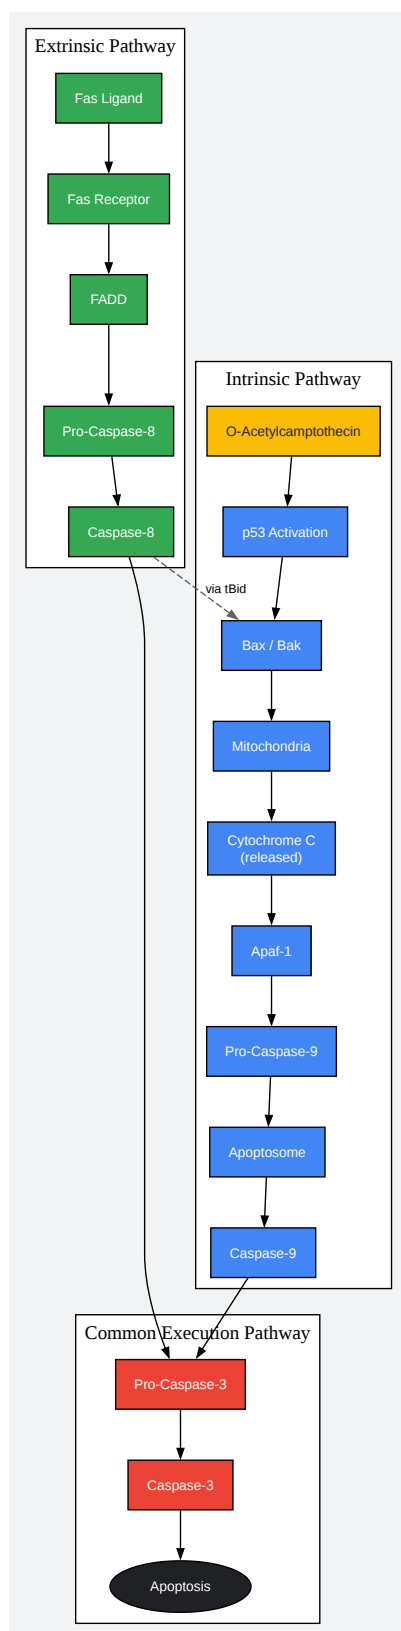 Extrinsic Pathway
Fas Ligand
Fas Receptor
FADD
Pro-Caspase-8
Caspase-8
Intrinsic Pathway
O-Acetylcamptothecin
p53 Activation
via tBid
Bax / Bak
Mitochondria
Cytochrome C
(released)
Apaf-1
Pro-Caspase-9
Apoptosome
Caspase-9
Common Execution Pathway
Pro-Caspase-3
Caspase-3
Apoptosis